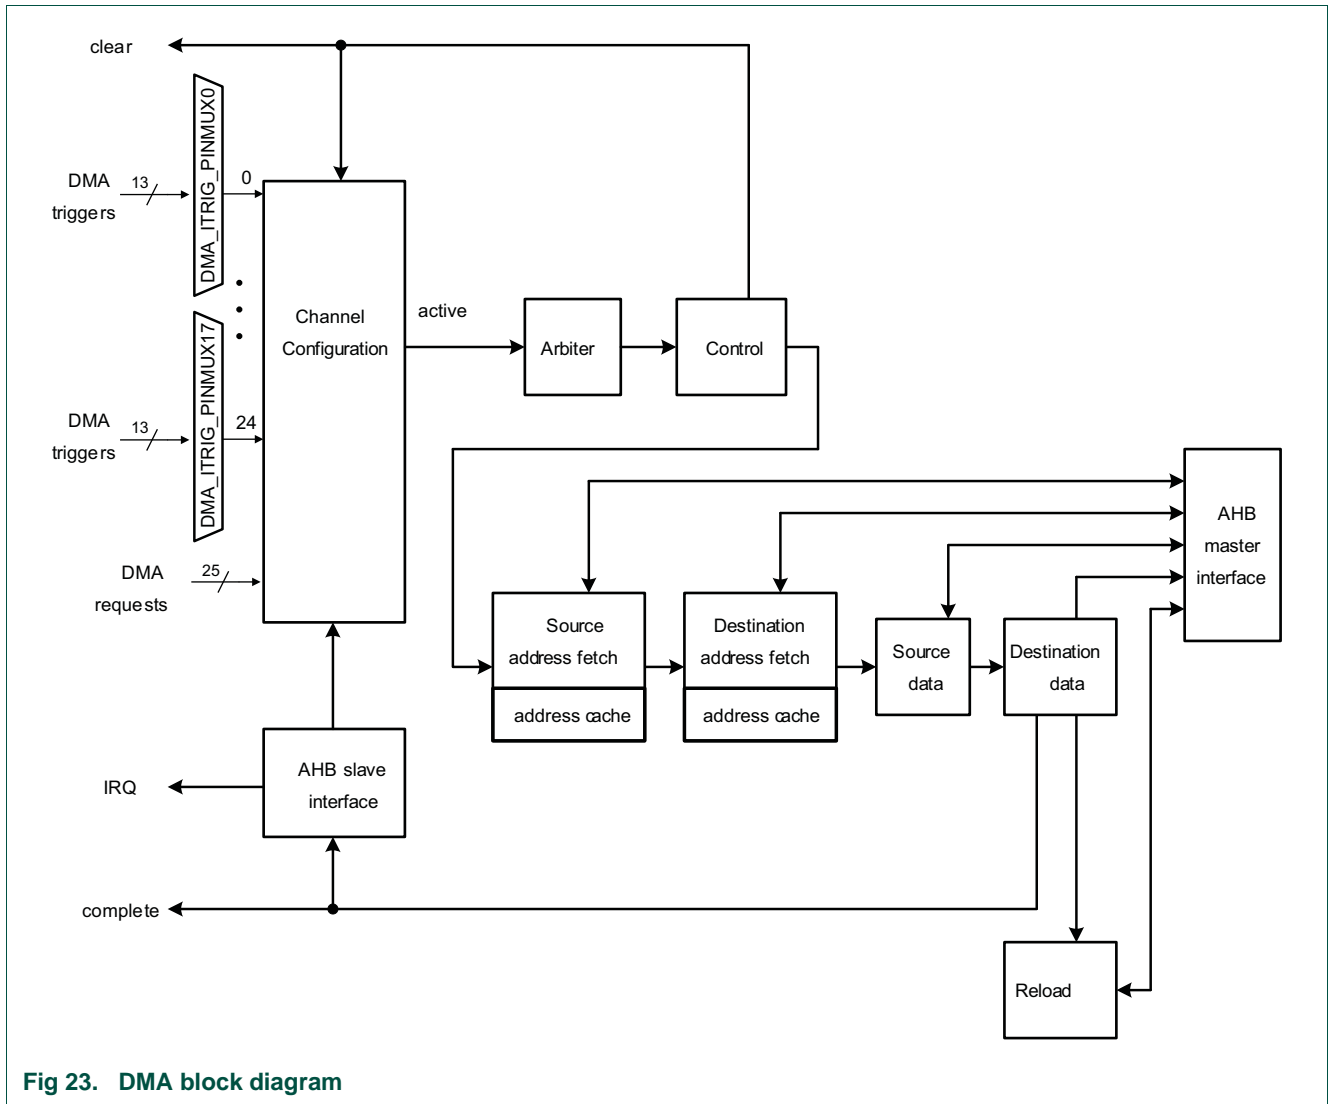 clear
DMA_ITRIG_PINMUX0
DMA
triggers
13
0
Channel
Configuration
active
Arbiter
Control
DMA_ITRIG_PINMUX17
DMA
triggers
13
24
DMA
requests
25
AHB
master
interface
Source
address fetch
address cache
Destination
address fetch
address cache
Source
data
Destination
data
AHB slave
interface
IRQ
complete
Reload
Fig 23. DMA block diagram